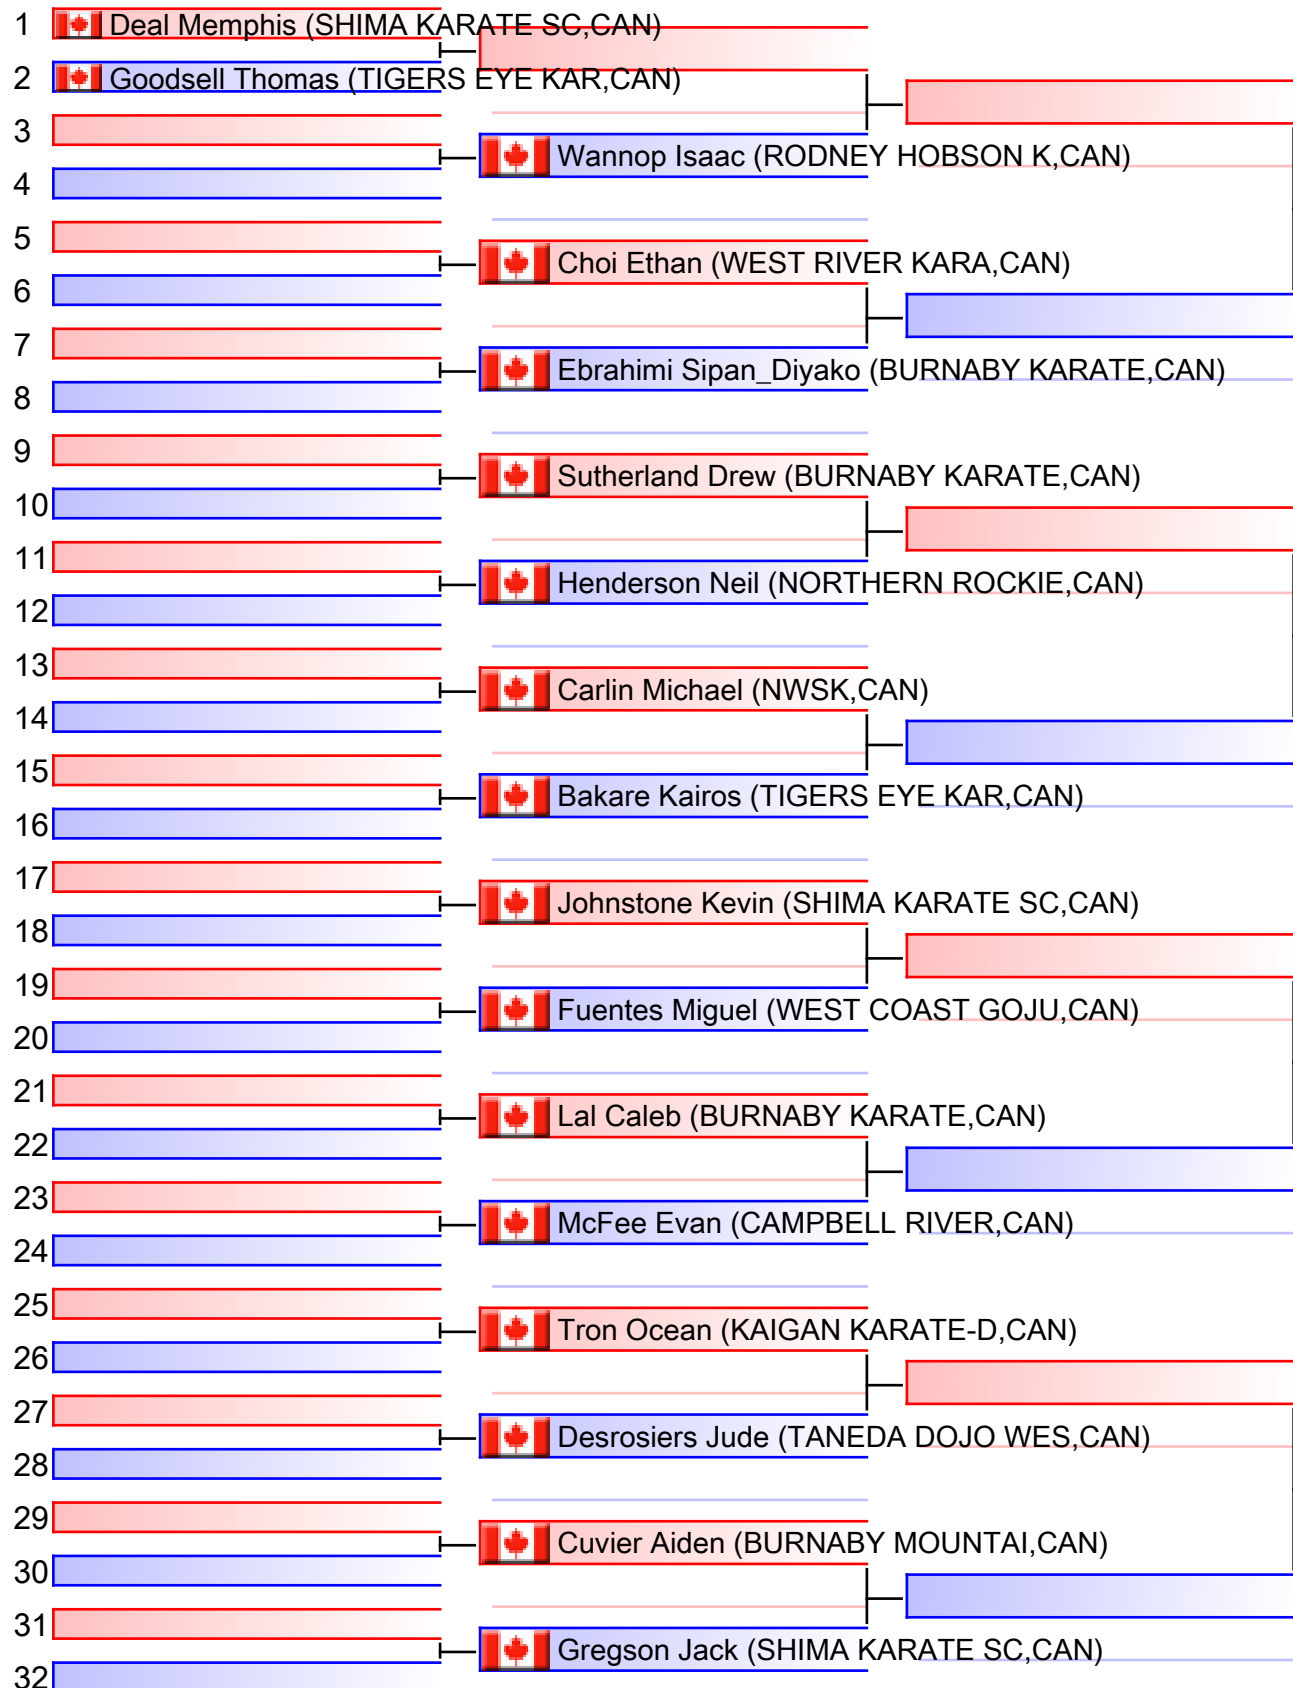 1 Deal Memphis (SHIMA KARATE SC,CAN)
2 Goodsell Thomas (TIGERS EYE KAR,CAN)
3
Wannop Isaac (RODNEY HOBSON K,CAN)
4
5
Choi Ethan (WEST RIVER KARA,CAN)
6
7
Ebrahimi Sipan_Diyako (BURNABY KARATE,CAN)
8
9
Sutherland Drew (BURNABY KARATE,CAN)
10
11
Henderson Neil (NORTHERN ROCKIE,CAN)
12
13
Carlin Michael (NWSK,CAN)
14
15
Bakare Kairos (TIGERS EYE KAR,CAN)
16
17
Johnstone Kevin (SHIMA KARATE SC,CAN)
18
19
Fuentes Miguel (WEST COAST GOJU,CAN)
20
21
Lal Caleb (BURNABY KARATE,CAN)
22
23
McFee Evan (CAMPBELL RIVER,CAN)
24
25
Tron Ocean (KAIGAN KARATE-D,CAN)
26
27
Desrosiers Jude (TANEDA DOJO WES,CAN)
28
29
Cuvier Aiden (BURNABY MOUNTAI,CAN)
30
31
Gregson Jack (SHIMA KARATE SC,CAN)
32